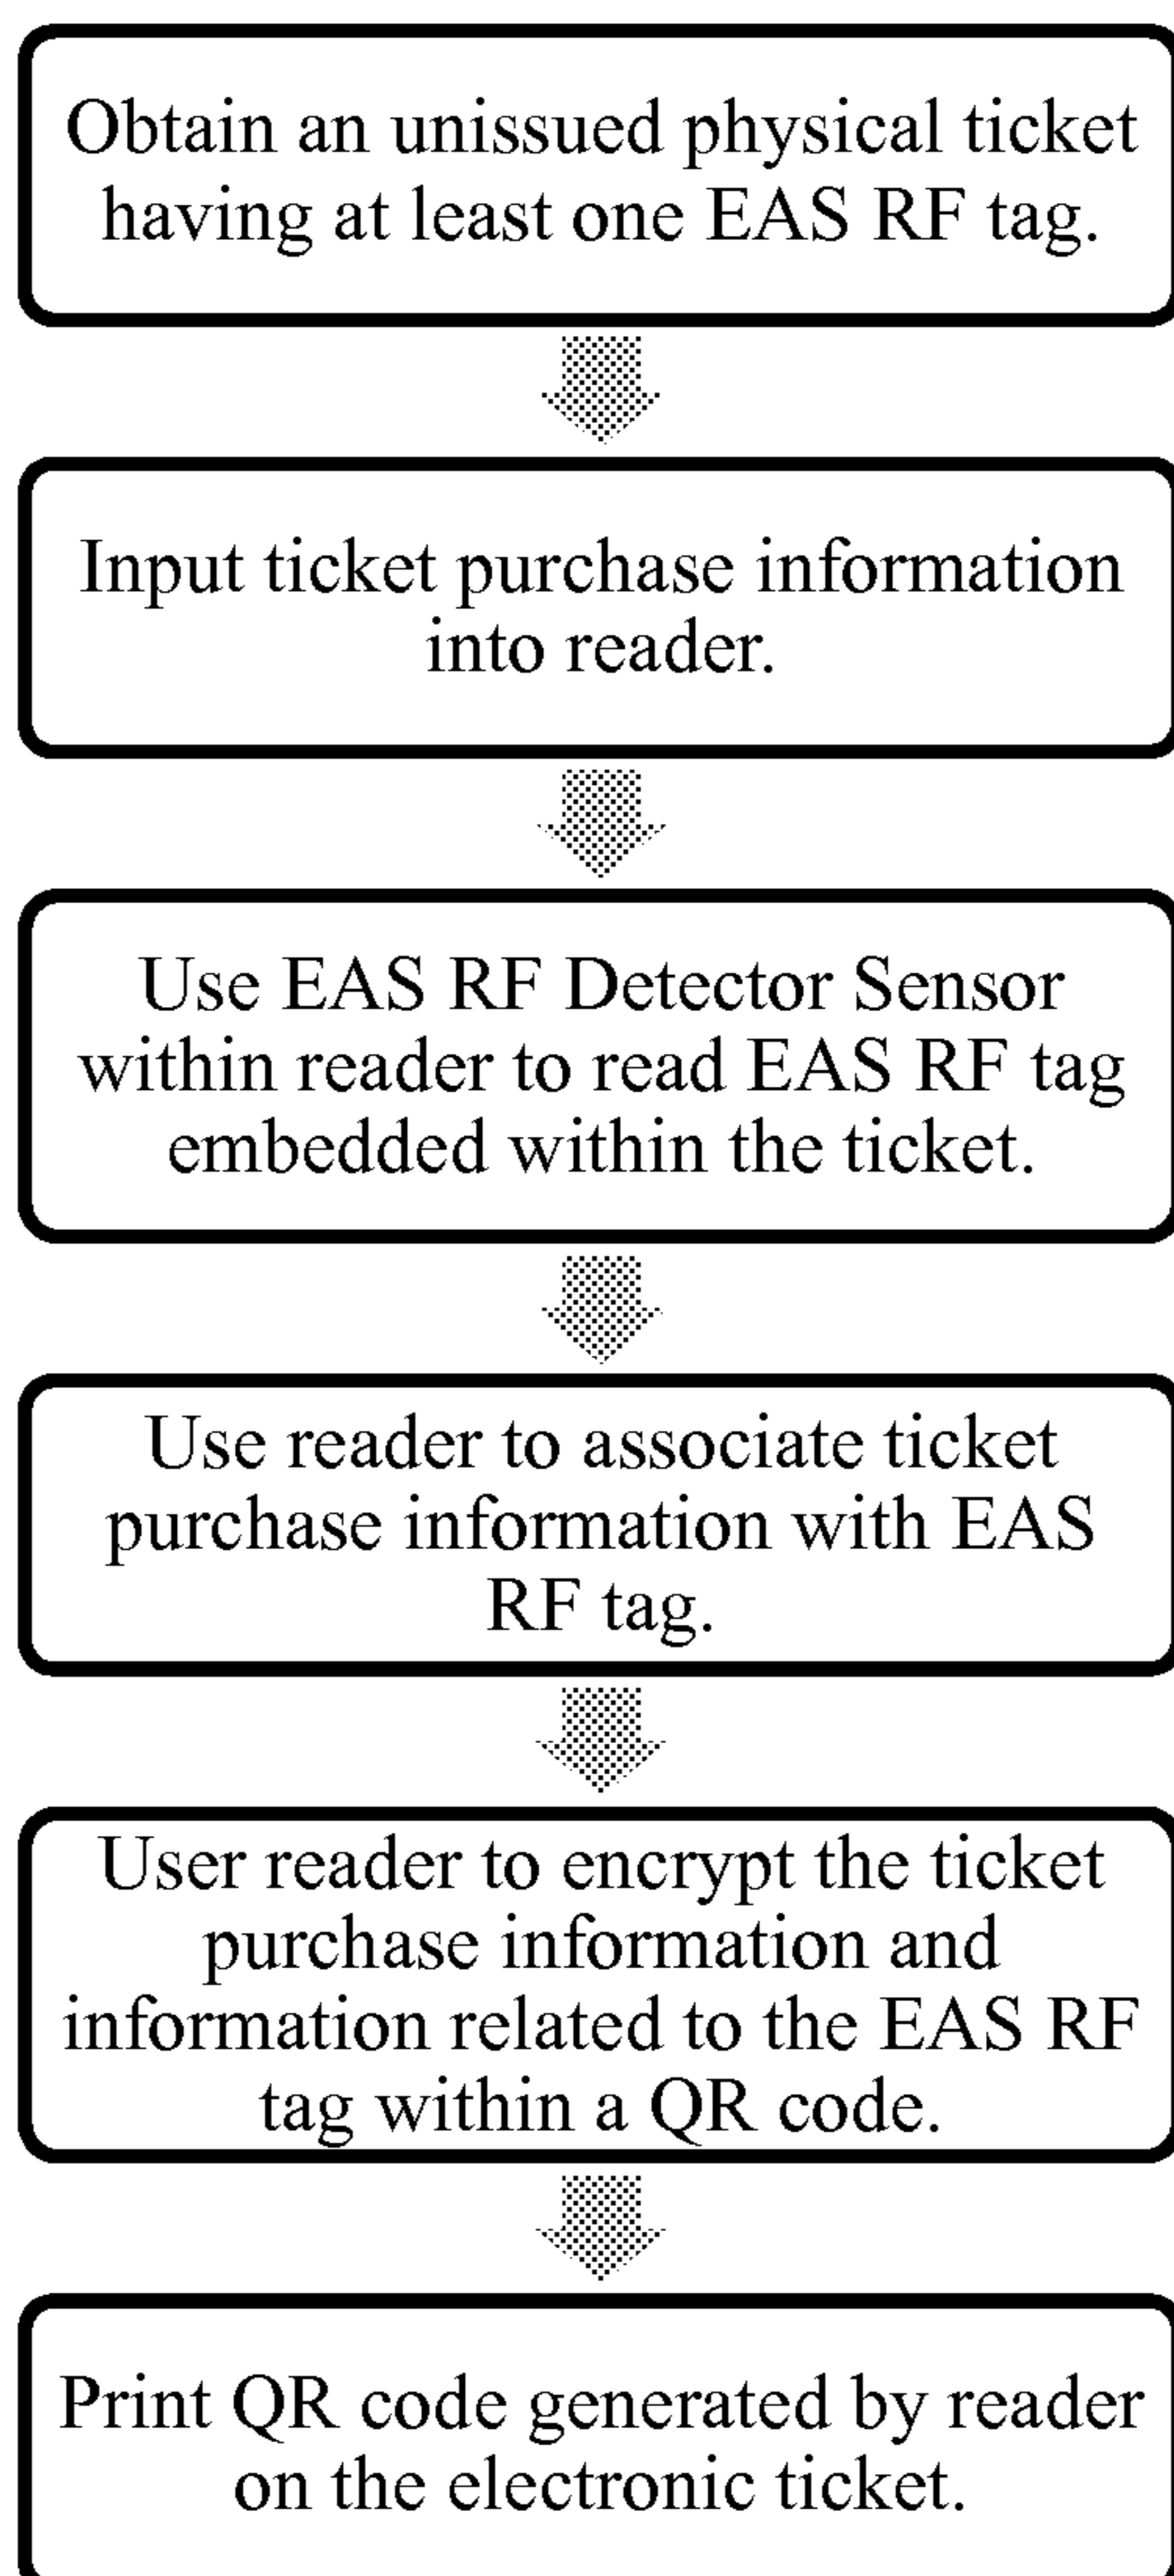 Obtain an unissued physical ticket
having at least one EAS RF tag.
Input ticket purchase information
into reader.
Use EAS RF Detector Sensor
within reader to read EAS RF tag
embedded within the ticket.
Use reader to associate ticket
purchase information with EAS
RF tag.
User reader to encrypt the ticket
purchase information and
information related to the EAS RF
tag within a QR code.
Print QR code generated by reader
on the electronic ticket.